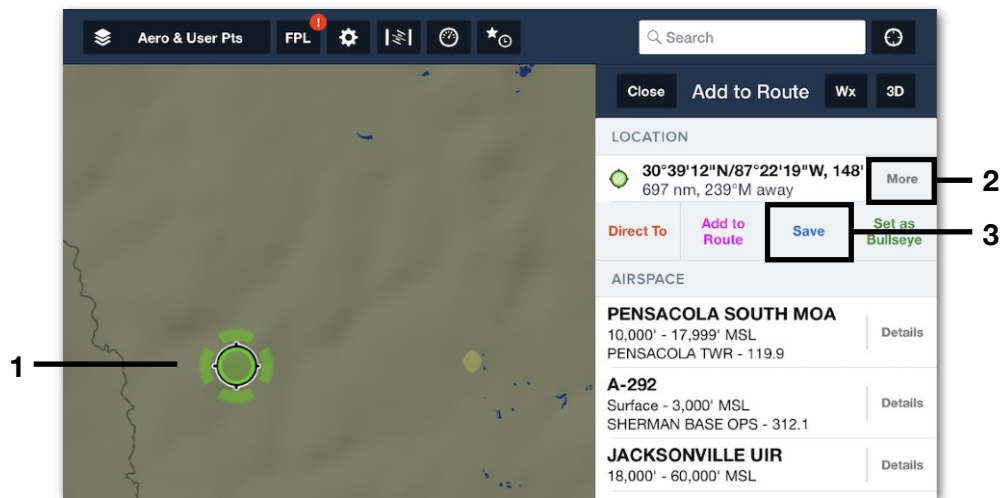 Aero & User Pts
FPL
!
Search
Close
Add to Route
Wx
3D
LOCATION
30°39'12"N/87°22'19"W, 148'
697 nm, 239°M away
More
2
Direct To
Add to
Route
Save
Set as
Bullseye
3
AIRSPACE
PENSACOLA SOUTH MOA
10,000' - 17,999' MSL
PENSACOLA TWR - 119.9
Details
1
A-292
Surface - 3,000' MSL
SHERMAN BASE OPS - 312.1
Details
JACKSONVILLE UIR
18,000' - 60,000' MSL
Details